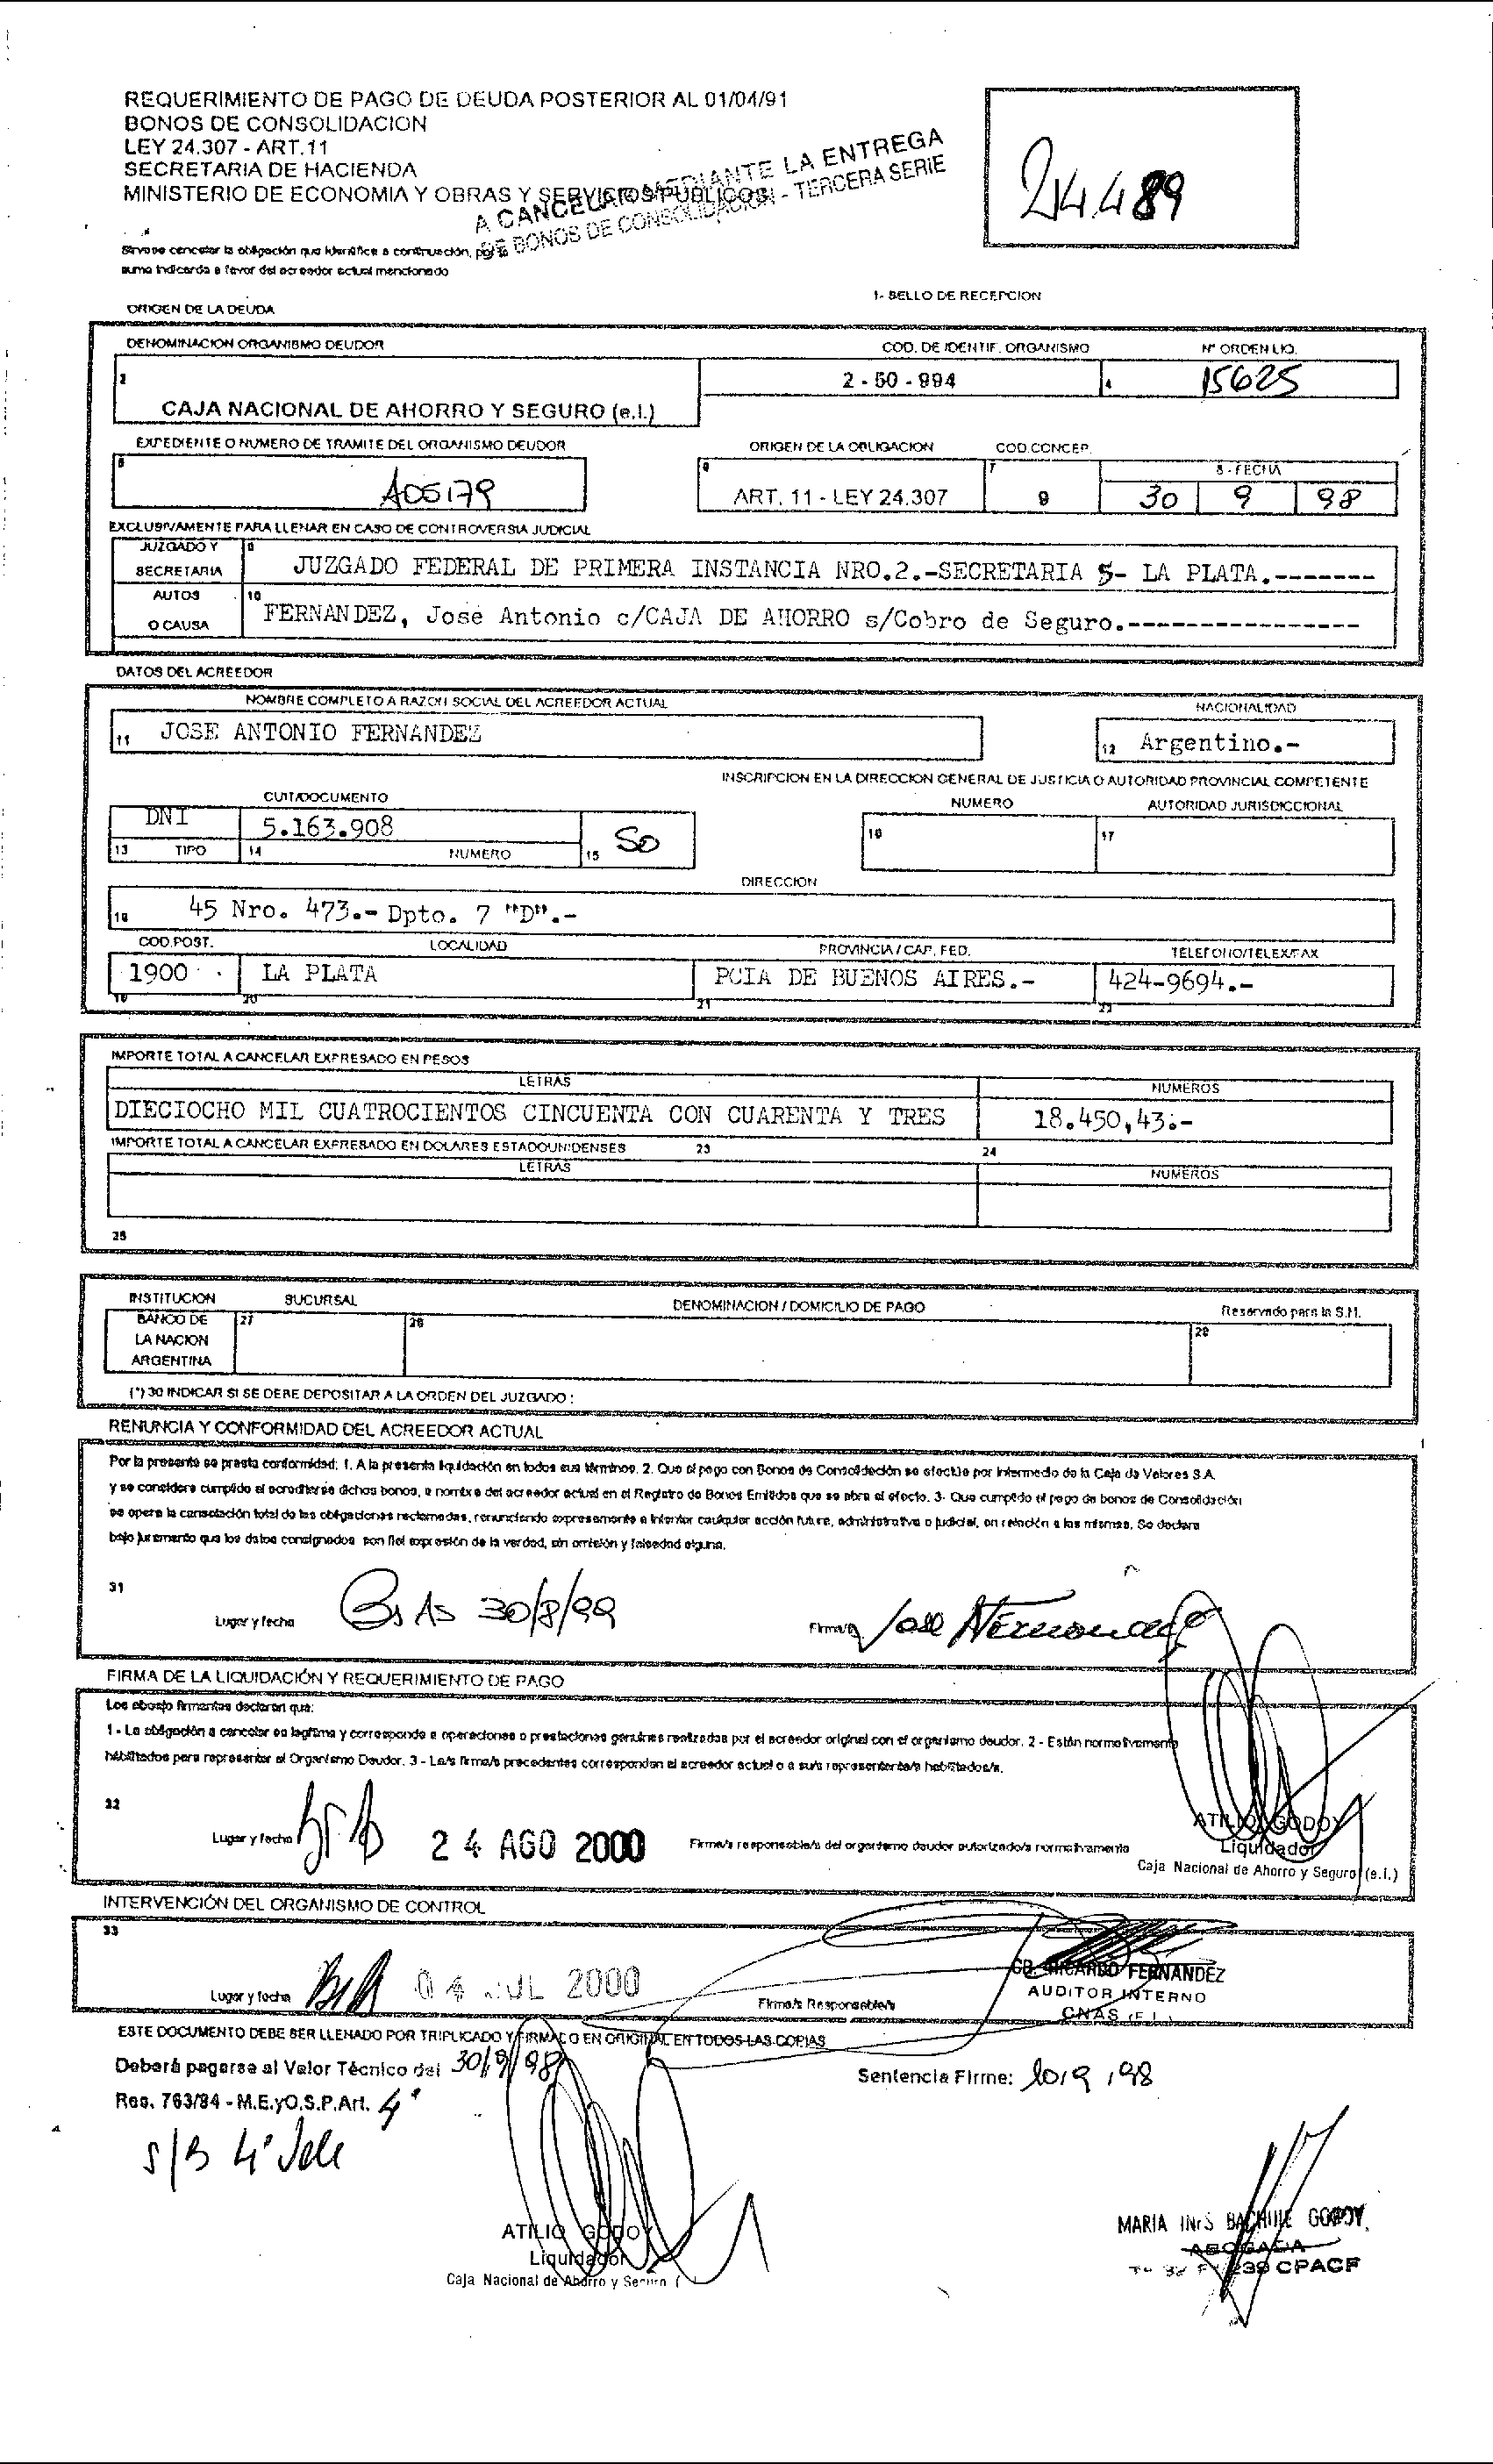 REQUERIMIENTO DE PAGO DE DEUDA POSTERIOR AL 01/04/91
BONOS DE CONSOLIDACION
LEY 24.307 - ART.11
SECRETARIA DE HACIENDA
MINISTERIO DE ECONOMIA Y OBRAS Y SERVICIOS PUBLICOS
A CANCELAR MEDIANTE LA ENTREGA
DE BONOS DE CONSOLIDACION - TERCERA SERIE
24.489
Sirvase cancelar la obligación que identifica a continuación, por la
suma indicarda a favor del acreedor actual mencionado
1- SELLO DE RECEPCION
ORIGEN DE LA DEUDA
DENOMINACION ORGANISMO DEUDOR
COD. DE IDENTIF. ORGANISMO
Nº ORDEN LIQ.
2
CAJA NACIONAL DE AHORRO Y SEGURO (e.l.)
2 - 50 - 994
4
15625
EXPEDIENTE O NUMERO DE TRAMITE DEL ORGANISMO DEUDOR
ORIGEN DE LA OBLIGACION
COD.CONCEP.
8 - FECHA
A05179
ART. 11 - LEY 24.307
7
9
30 9 98
EXCLUSIVAMENTE PARA LLENAR EN CASO DE CONTROVERSIA JUDICIAL
JUZGADO Y
SECRETARIA
JUZGADO FEDERAL DE PRIMERA INSTANCIA NRO.2.-SECRETARIA 5- LA PLATA.-------
AUTOS
O CAUSA
10
FERNANDEZ, José Antonio c/CAJA DE AHORRO s/Cobro de Seguro.----------------
DATOS DEL ACREEDOR
NOMBRE COMPLETO A RAZON SOCIAL DEL ACREEDOR ACTUAL
NACIONALIDAD
11 JOSE ANTONIO FERNANDEZ
12 Argentino.-
INSCRIPCION EN LA DIRECCION GENERAL DE JUSTICIA O AUTORIDAD PROVINCIAL COMPETENTE
CUIT/DOCUMENTO
NUMERO
AUTORIDAD JURISDICCIONAL
DNI
5.163.908
13 TIPO
14 NUMERO
15 SO
16
17
DIRECCION
18 45 Nro. 473.- Dpto. 7 "D".-
COD.POST.
LOCALIDAD
PROVINCIA / CAP. FED.
TELEFONO/TELEX/FAX
1900
LA PLATA
PCIA DE BUENOS AIRES.-
424-9694.-
19 20 21 22
IMPORTE TOTAL A CANCELAR EXPRESADO EN PESOS
LETRAS
NUMEROS
DIECIOCHO MIL CUATROCIENTOS CINCUENTA CON CUARENTA Y TRES
18.450,43.-
IMPORTE TOTAL A CANCELAR EXPRESADO EN DOLARES ESTADOUNIDENSES
23
24
LETRAS
NUMEROS
25
INSTITUCION
SUCURSAL
DENOMINACION / DOMICILIO DE PAGO
Reservado para la S.H.
BANCO DE
LA NACION
ARGENTINA
27
28
29
(*) 30 INDICAR SI SE DEBE DEPOSITAR A LA ORDEN DEL JUZGADO :
RENUNCIA Y CONFORMIDAD DEL ACREEDOR ACTUAL
Por la presente se presta conformidad: 1. A la presente liquidación en todos sus términos. 2. Que el pago con Bonos de Consolidación se efectúe por intermedio de la Caja de Valores S.A.
y se considera cumplido el acreditarse dichos bonos, a nombre del acreedor actual en el Registro de Bonos Emitidos que se abra al efecto. 3- Que cumplido el pago de bonos de Consolidación
se opera la cancelación total de las obligaciones reclamadas, renunciando expresamente a intentar cualquier acción futura, administrativa o judicial, en relación a las mismas. Se declara
bajo juramento que los datos consignados son fiel expresión de la verdad, sin omisión y falsedad alguna.
31
Lugar y fecha
Bs As 30/8/99
Firma/s
FIRMA DE LA LIQUIDACIÓN Y REQUERIMIENTO DE PAGO
Los abajo firmantes declaran que:
1 - La obligación a cancelar es legítima y corresponde a operaciones o prestaciones genuinas realizadas por el acreedor original con el organismo deudor. 2 - Están normativamente
habilitados para representar al Organismo Deudor. 3 - La/s firma/s precedentes corresponden al acreedor actual o a su/s representante/s habilitado/s.
32
Lugar y fecha
24 AGO 2000
Firma/s responsable/s del organismo deudor autorizado/s normativamente
ATILIO GODOY
Liquidador
Caja Nacional de Ahorro y Seguro (e.l.)
INTERVENCIÓN DEL ORGANISMO DE CONTROL
33
Lugar y fecha
04 JUL 2000
Firma/s Responsable/s
CR. RICARDO FERNANDEZ
AUDITOR INTERNO
CNAS (E.L.)
ESTE DOCUMENTO DEBE SER LLENADO POR TRIPLICADO Y FIRMADO EN ORIGINAL EN TODOS LAS COPIAS
Deberá pagarse al Valor Técnico del 30/9/98
Sentencia Firme: 10/9/98
Res. 763/94 - M.E.yO.S.P.Art. 4º
ATILIO GODOY
Liquidador
Caja Nacional de Ahorro y Seguro (
MARIA INES GODOY
ABOGADA
CPACF